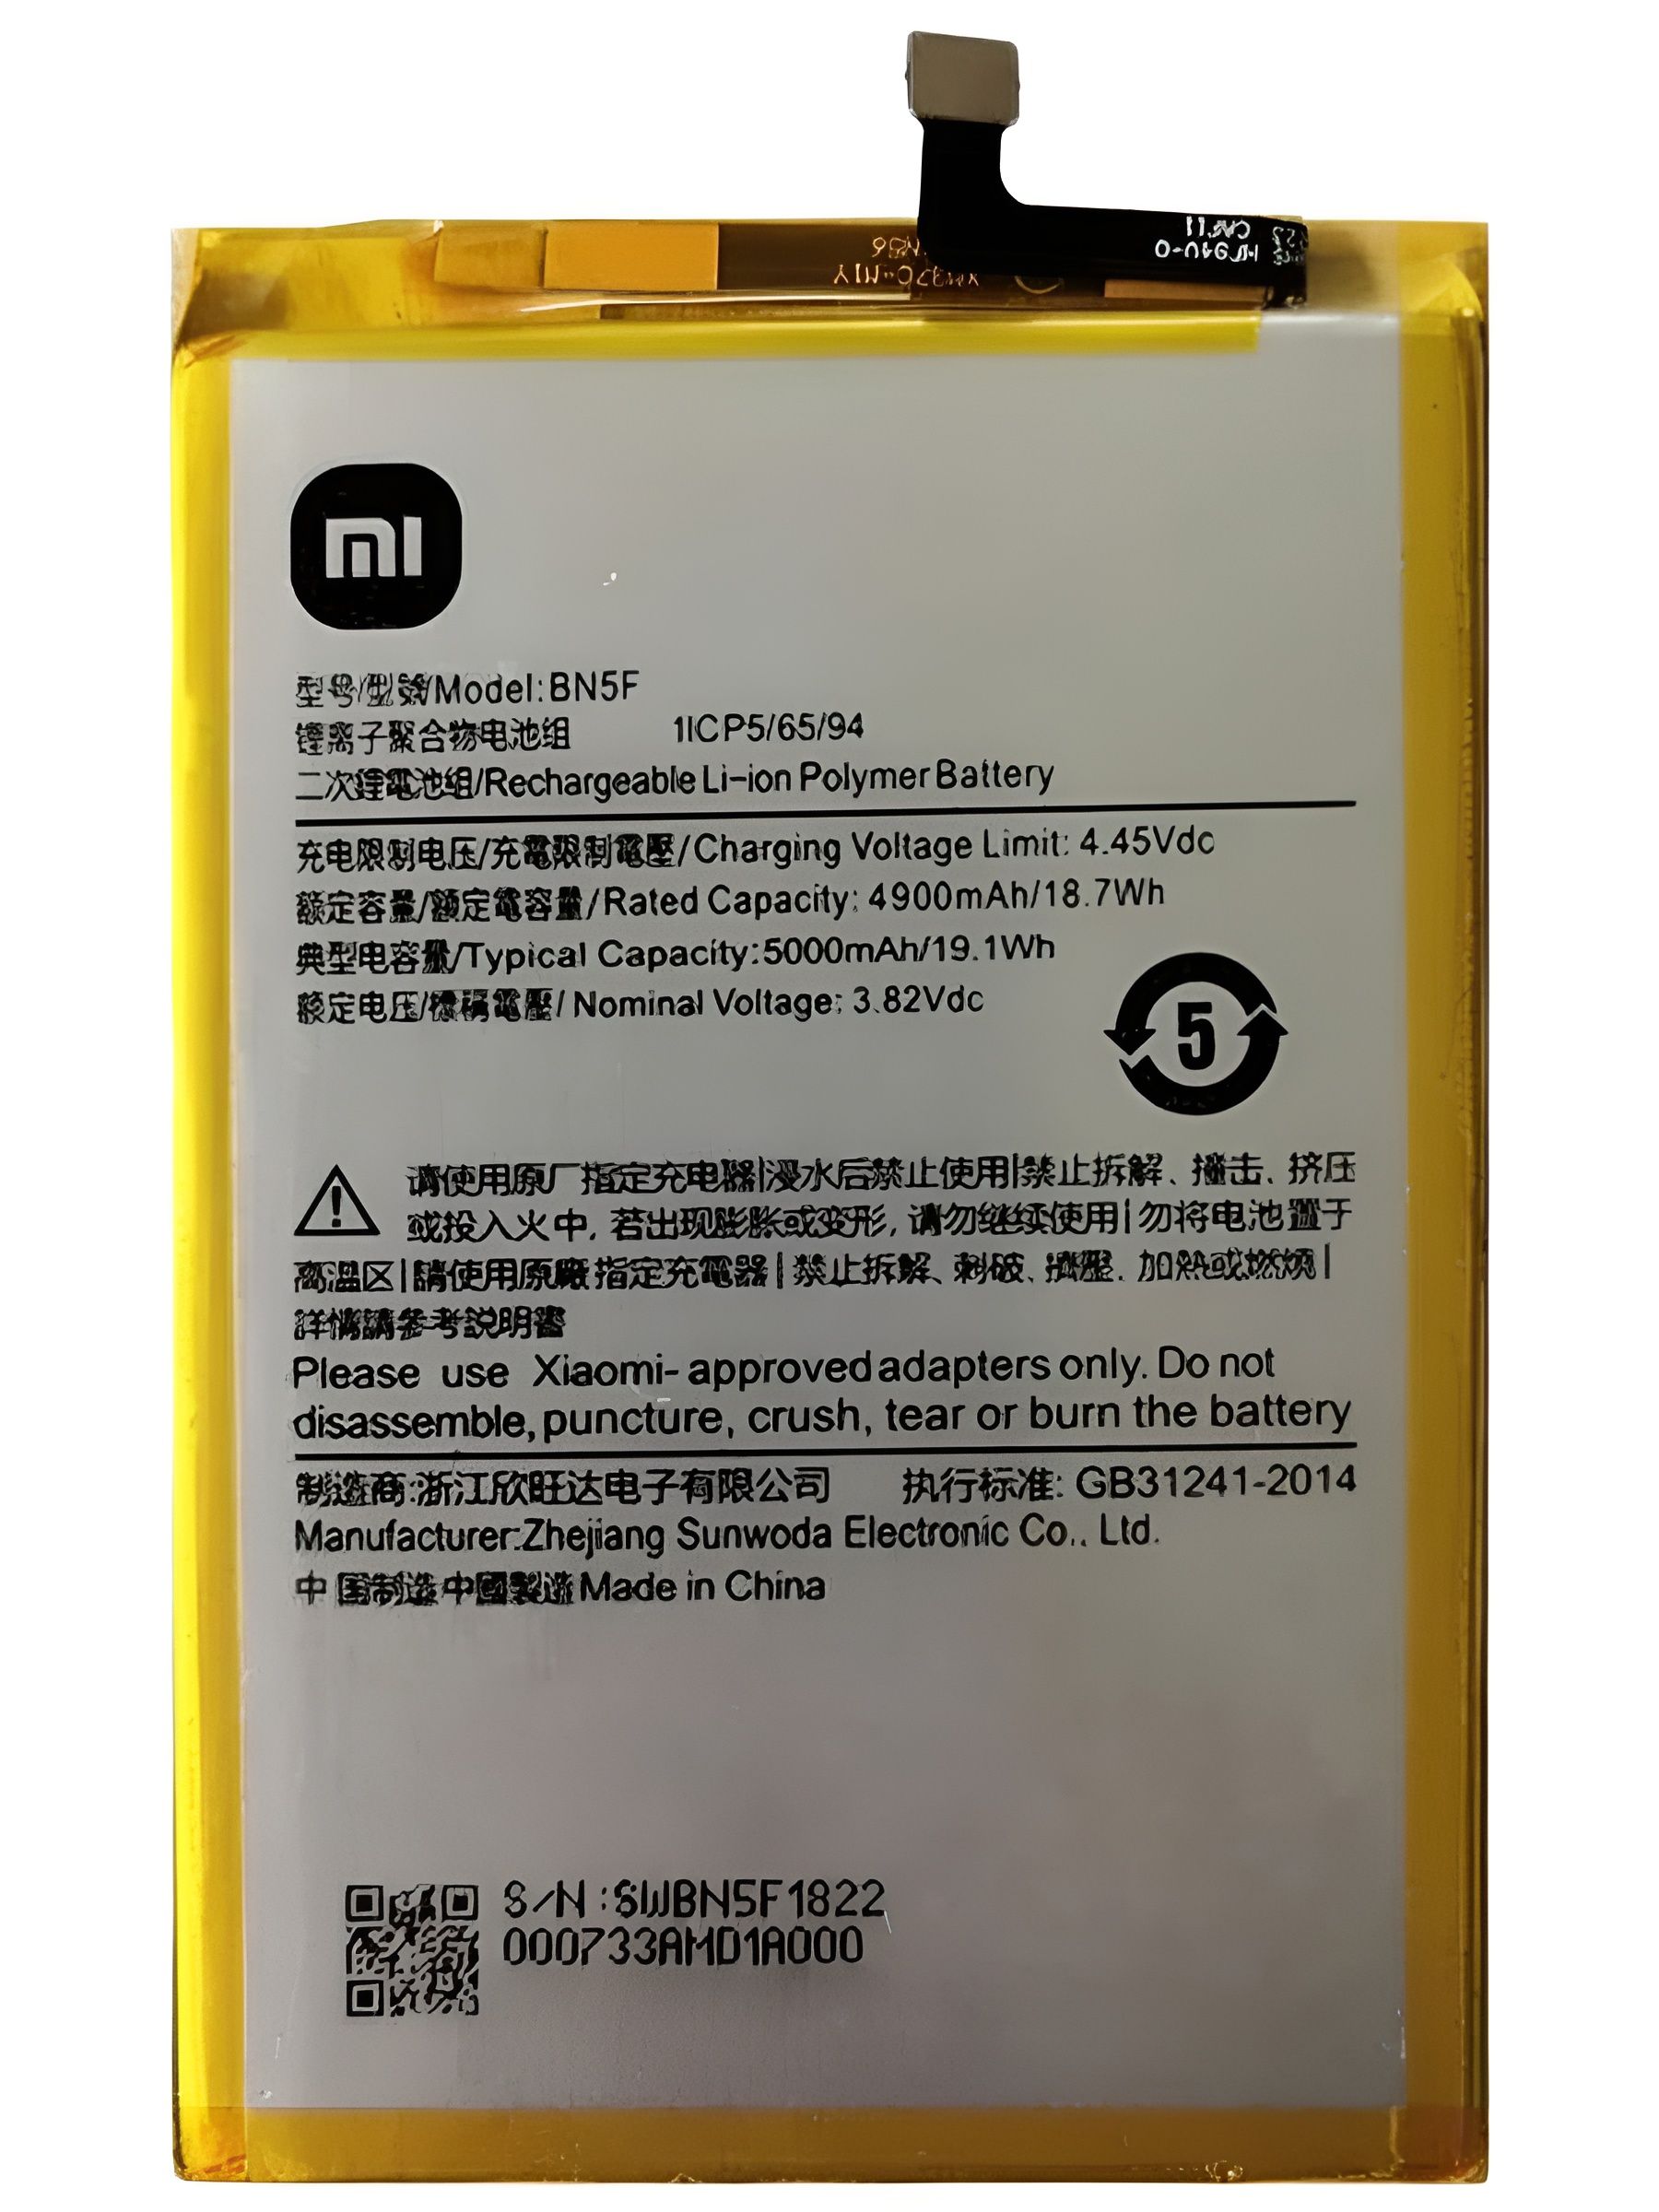 mi
型号/型號/Model:BN5F
锂离子聚合物电池组 1ICP5/65/94
二次鋰電池組/Rechargeable Li-ion Polymer Battery
充电限制电压/充電限制電壓/Charging Voltage Limit: 4.45Vdc
额定容量/額定電容量/Rated Capacity: 4900mAh/18.7Wh
典型电容量/Typical Capacity:5000mAh/19.1Wh
额定电压/標稱電壓/Nominal Voltage: 3.82Vdc
5
请使用原厂指定充电器|浸水后禁止使用|禁止拆解、撞击、挤压
或投入火中, 若出现膨胀或变形, 请勿继续使用|勿将电池置于
高温区|請使用原廠指定充電器|禁止拆解、刺破、擠壓、加热或燃烧|
詳情請參考説明書
Please use Xiaomi-approved adapters only. Do not
disassemble, puncture, crush, tear or burn the battery
制造商:浙江欣旺达电子有限公司 执行标准: GB31241-2014
Manufacturer:Zhejiang Sunwoda Electronic Co., Ltd.
中国制造 中國製造 Made in China
S/N:SWBN5F1822
000733AMD1A000